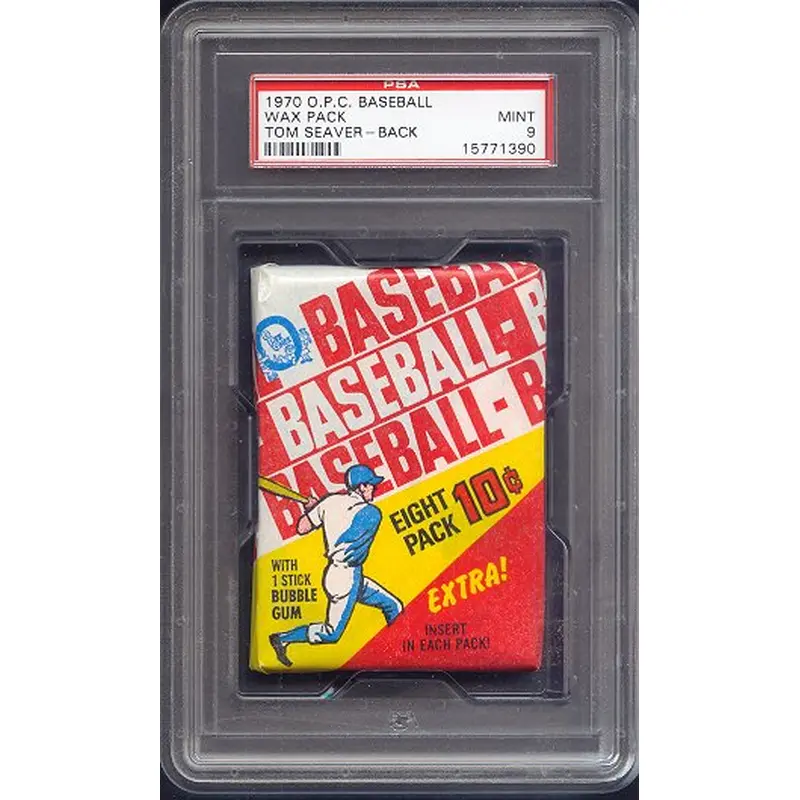 PSA
1970 O.P.C. BASEBALL
WAX PACK MINT
TOM SEAVER-BACK 9
15771390
BASEBA
BASEBALL- B
BASEBALL- B
EIGHT
PACK 10¢
WITH
1 STICK
BUBBLE
GUM
EXTRA!
INSERT
IN EACH PACK!